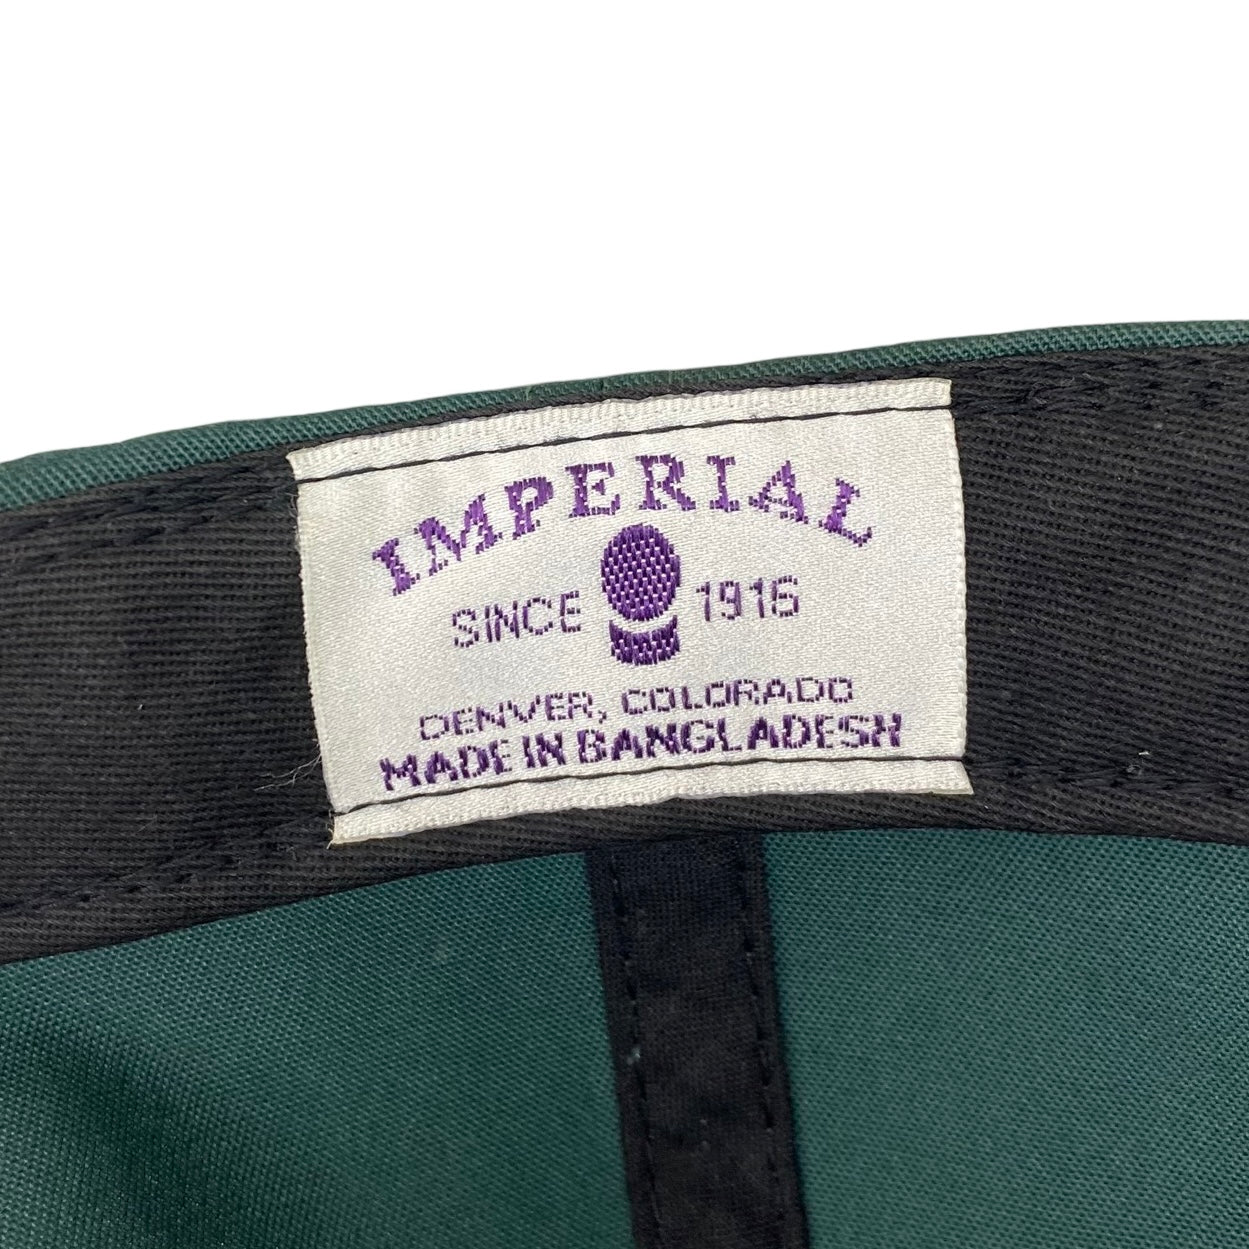 IMPERIAL
SINCE 1916
DENVER, COLORADO
MADE IN BANGLADESH